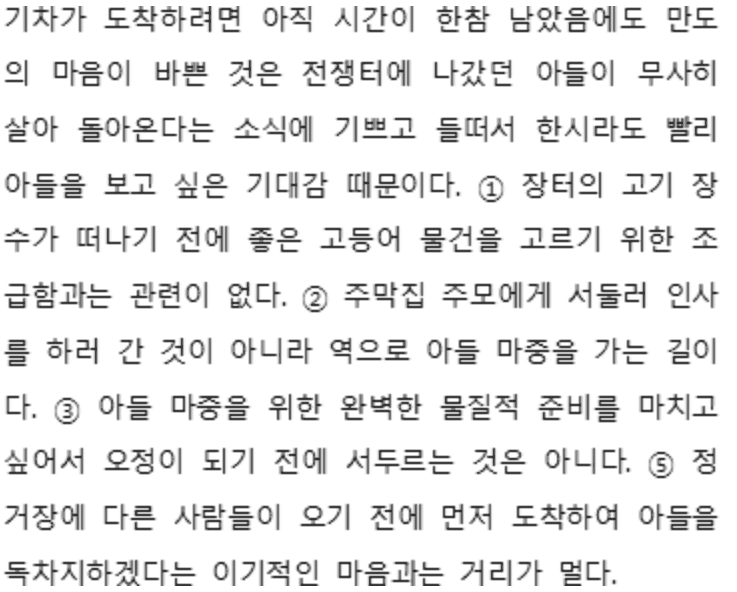 기차가 도착하려면 아직 시간이 한참 남았음에도 만도
의 마음이 바쁜 것은 전쟁터에 나갔던 아들이 무사히
살아 돌아온다는 소식에 기쁘고 들떠서 한시라도 빨리
아들을 보고 싶은 기대감 때문이다. ① 장터의 고기 장
수가 떠나기 전에 좋은 고등어 물건을 고르기 위한 조
급함과는 관련이 없다. ② 주막집 주모에게 서둘러 인사
를 하러 간 것이 아니라 역으로 아들 마중을 가는 길이
다. ③ 아들 마중을 위한 완벽한 물질적 준비를 마치고
싶어서 오정이 되기 전에 서두르는 것은 아니다. ⑤ 정
거장에 다른 사람들이 오기 전에 먼저 도착하여 아들을
독차지하겠다는 이기적인 마음과는 거리가 멀다.